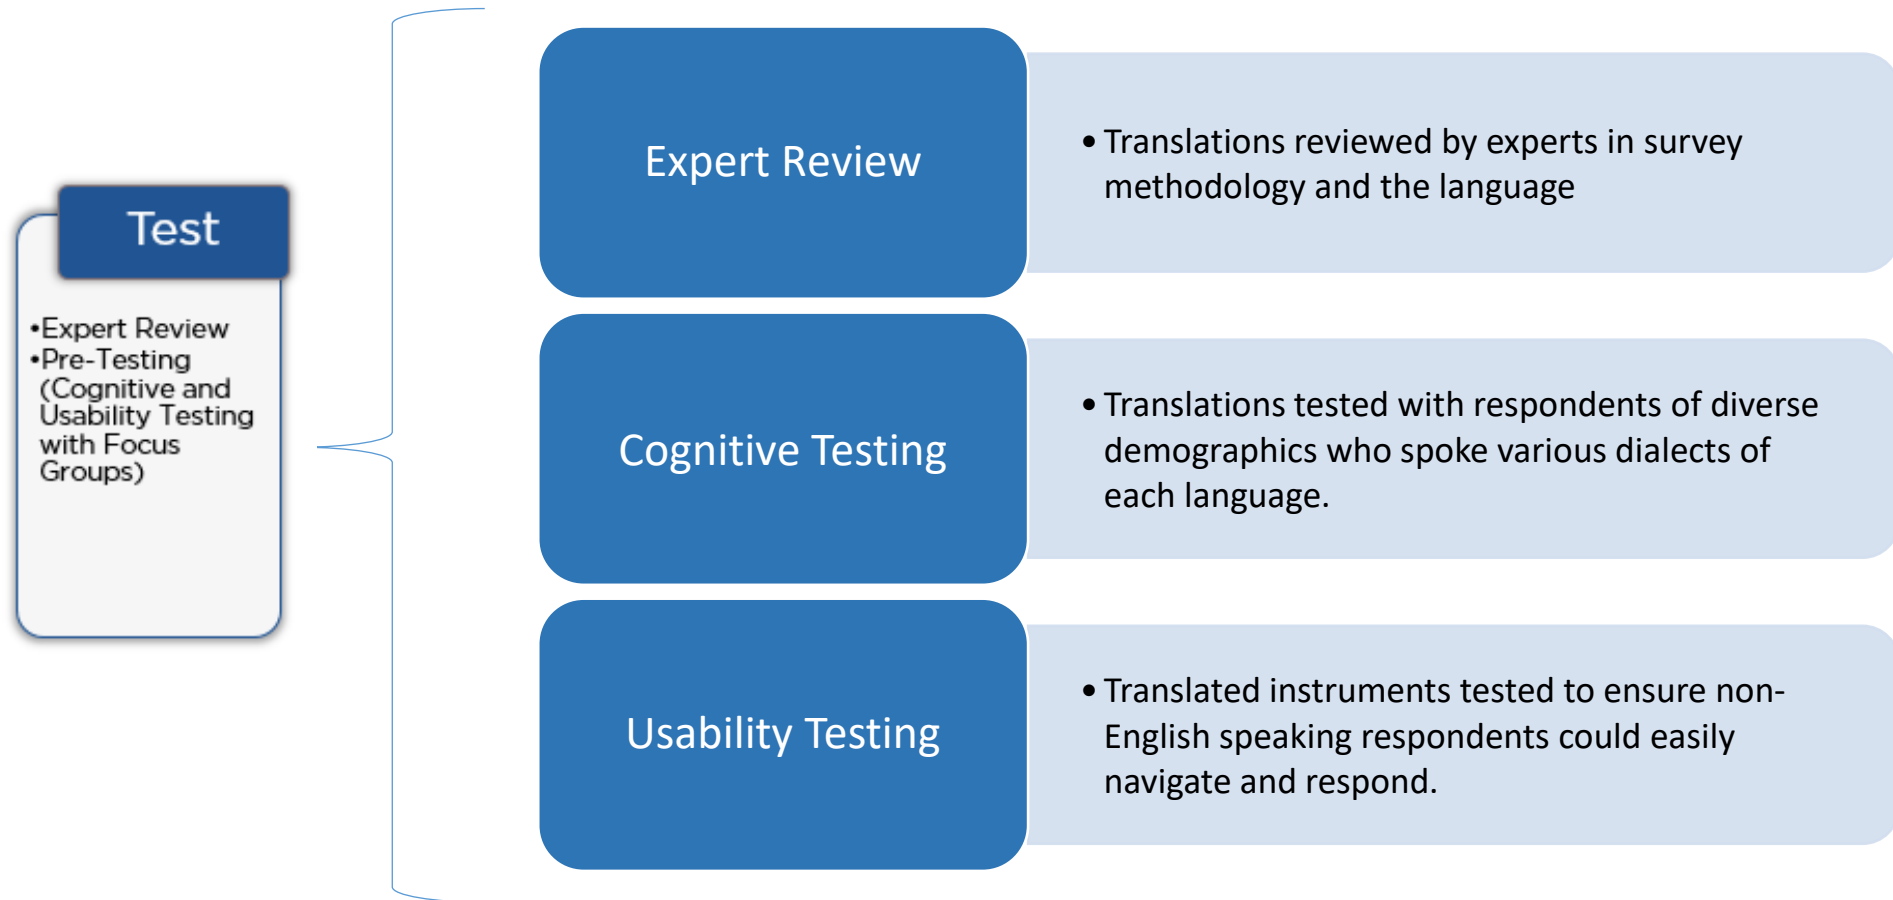 Test
•Expert Review
•Pre-Testing
(Cognitive and
Usability Testing
with Focus
Groups)
Expert Review
• Translations reviewed by experts in survey
methodology and the language
Cognitive Testing
• Translations tested with respondents of diverse
demographics who spoke various dialects of
each language.
Usability Testing
• Translated instruments tested to ensure non-
English speaking respondents could easily
navigate and respond.